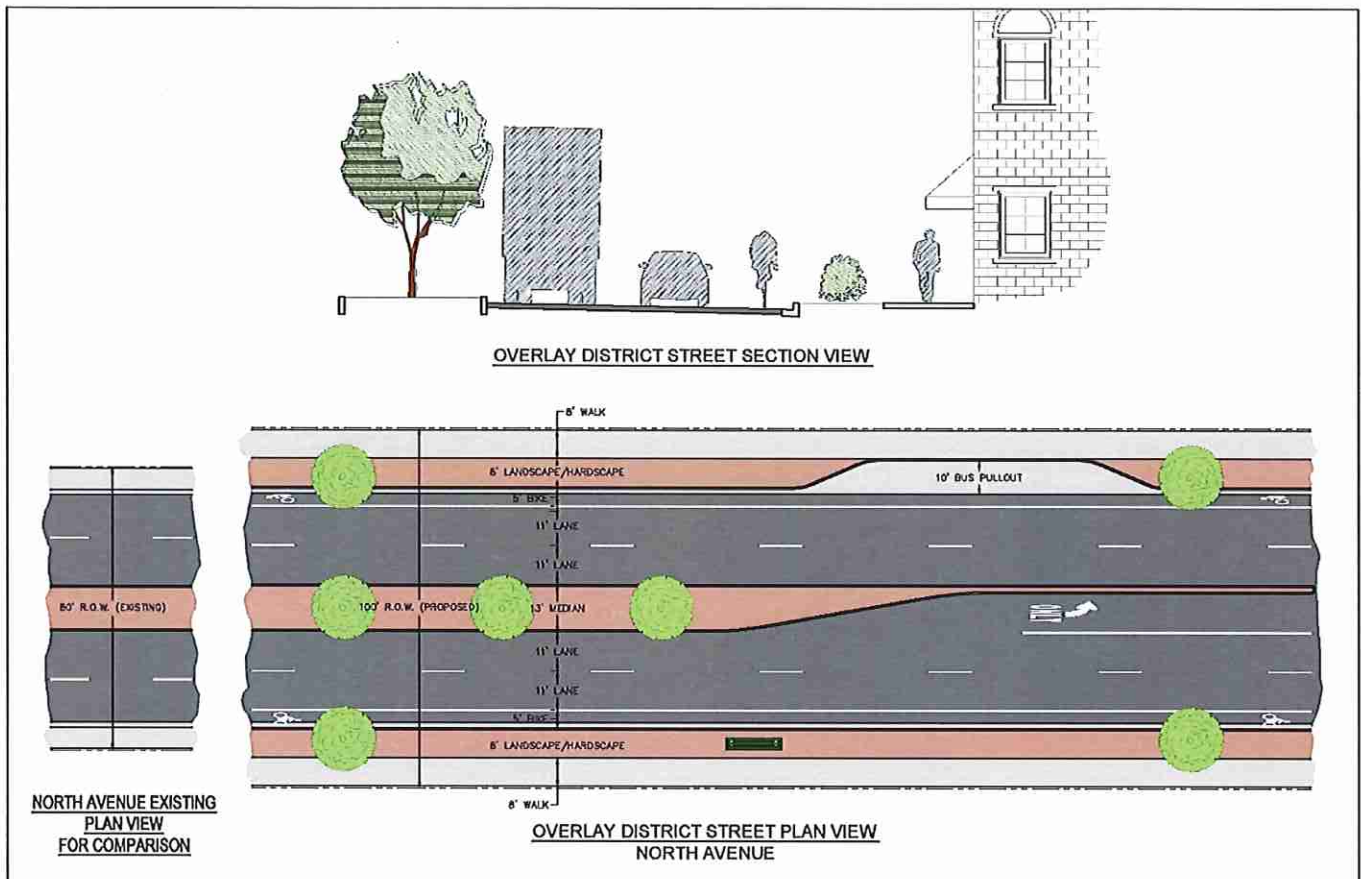 OVERLAY DISTRICT STREET SECTION VIEW
8' WALK
8' LANDSCAPE/HARDSCAPE
10' BUS PULLOUT
5' BIKE
11' LANE
11' LANE
80' R.O.W. (EXISTING)
100' R.O.W. (PROPOSED)
13' MEDIAN
11' LANE
11' LANE
5' BIKE
8' LANDSCAPE/HARDSCAPE
8' WALK
NORTH AVENUE EXISTING
PLAN VIEW
FOR COMPARISON
OVERLAY DISTRICT STREET PLAN VIEW
NORTH AVENUE